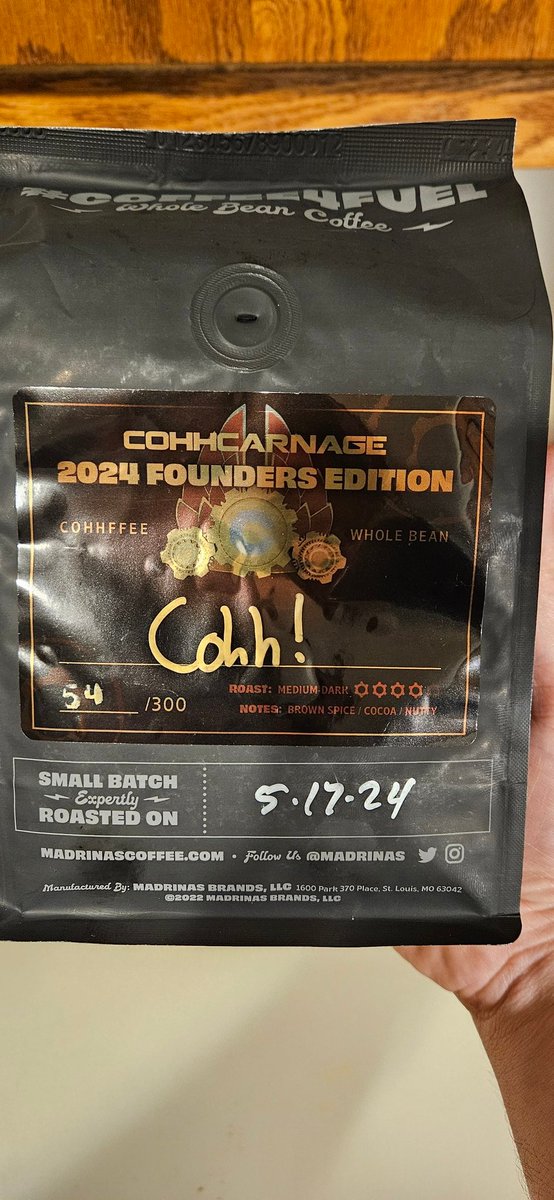 #COFFEE4FUEL
Whole Bean Coffee
COHHCARNAGE
2024 FOUNDERS EDITION
COHHFFEE
WHOLE BEAN
Cohh!
54 /300
ROAST: MEDIUM-DARK
NOTES: BROWN SPICE / COCOA / NUTTY
SMALL BATCH
Expertly
ROASTED ON
5.17.24
MADRINASCOFFEE.COM • Follow Us @MADRINAS
Manufactured By: MADRINAS BRANDS, LLC 1600 Park 370 Place, St. Louis, MO 63042
©2022 MADRINAS BRANDS, LLC